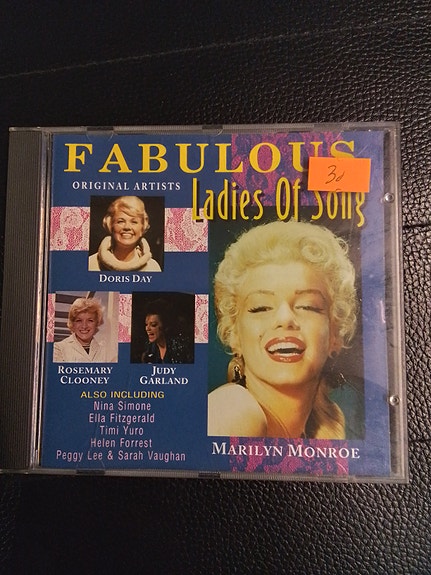 FABULOUS
ORIGINAL ARTISTS
Ladies Of Song
DORIS DAY
ROSEMARY
CLOONEY
JUDY
GARLAND
ALSO INCLUDING
Nina Simone
Ella Fitzgerald
Timi Yuro
Helen Forrest
Peggy Lee & Sarah Vaughan
MARILYN MONROE